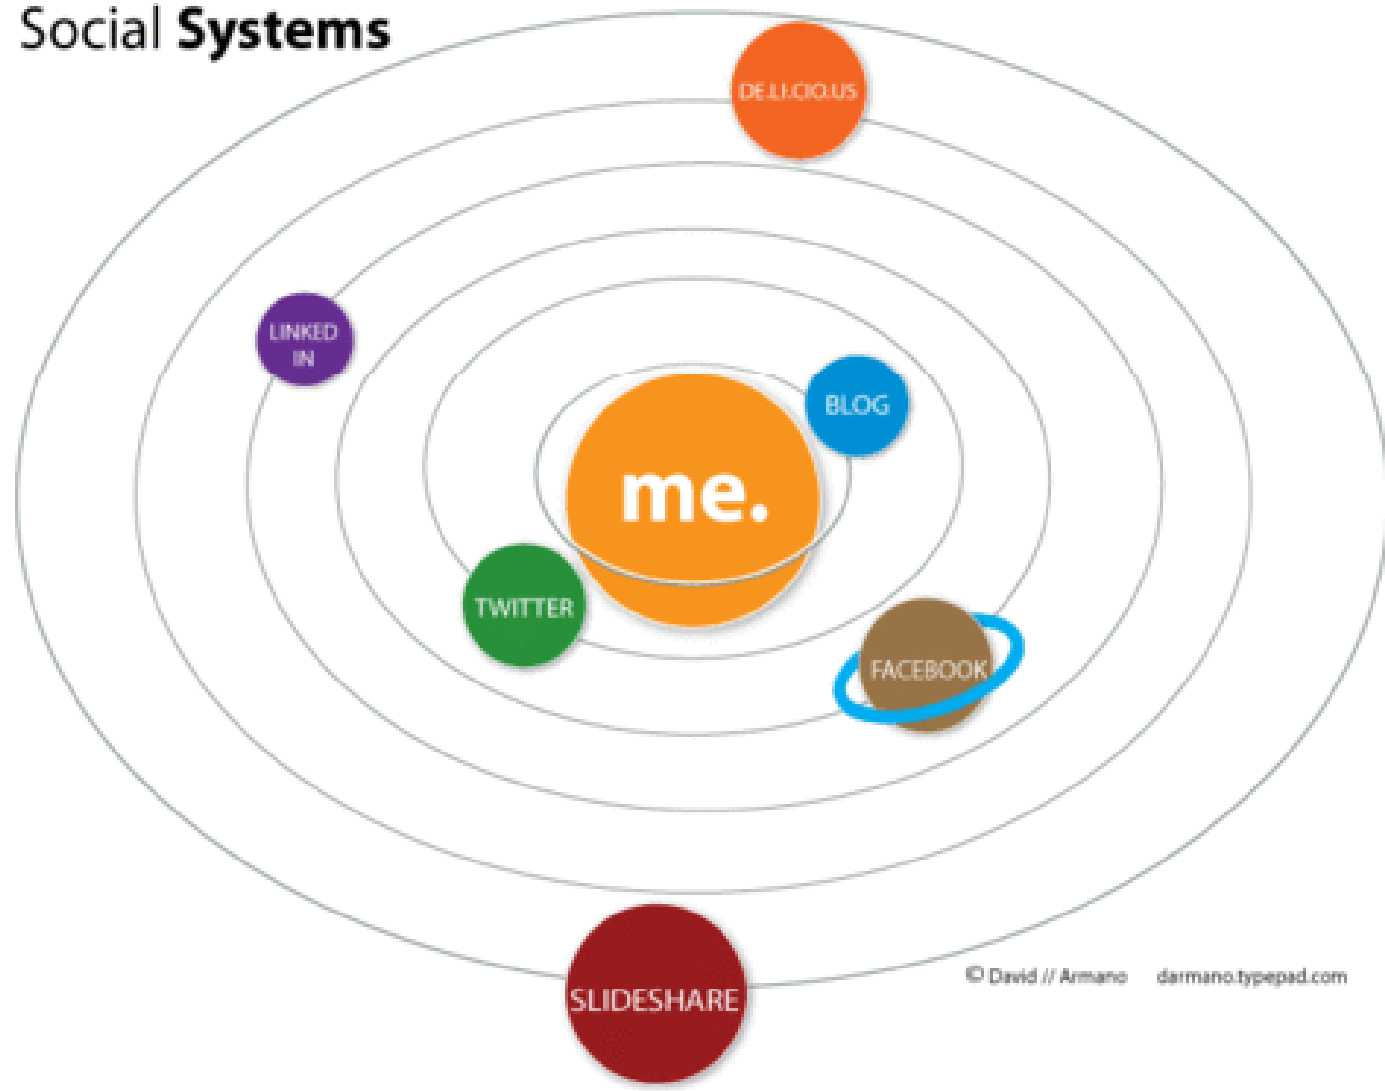 Social Systems
DE.LI.CIO.US
LINKED
IN
BLOG
me.
TWITTER
FACEBOOK
SLIDESHARE
© David // Armano darmano.typepad.com